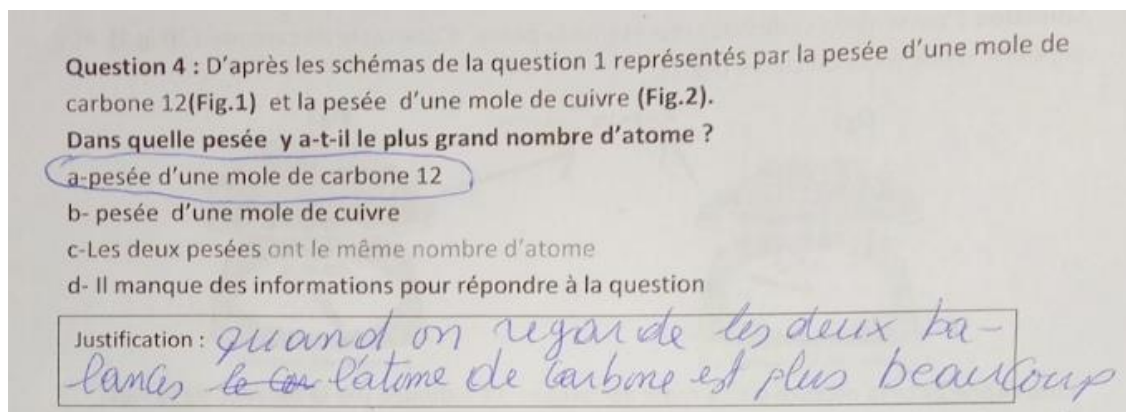 Question 4 : D’après les schémas de la question 1 représentés par la pesée d’une mole de
carbone 12(Fig.1) et la pesée d’une mole de cuivre (Fig.2).
Dans quelle pesée y a-t-il le plus grand nombre d’atome ?
a-pesée d’une mole de carbone 12
b- pesée d’une mole de cuivre
c-Les deux pesées ont le même nombre d’atome
d- Il manque des informations pour répondre à la question
Justification : quand on regarde les deux ba-
lances l'atome de carbone est plus beaucoup